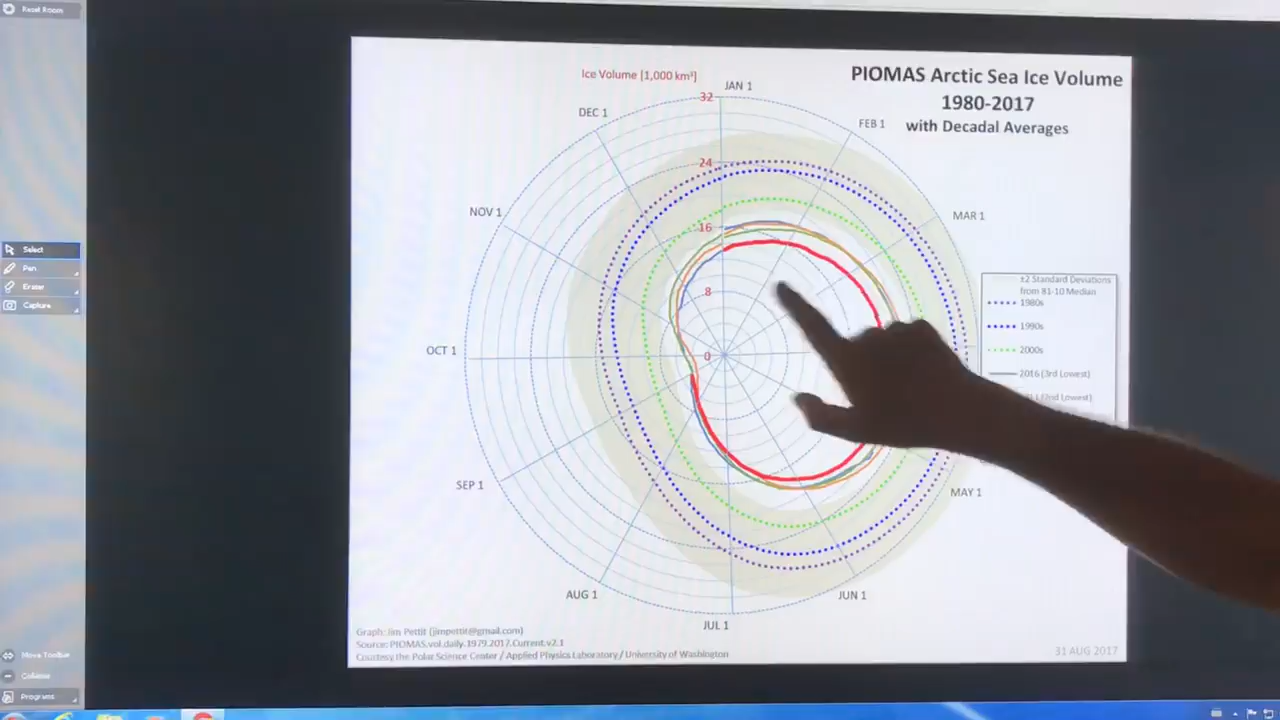 Reset Room
Select
Pen
Eraser
Capture
Move Toolbar
Collapse
Programs
PIOMAS Arctic Sea Ice Volume
1980-2017
with Decadal Averages
Ice Volume [1,000 km³]
32
24
16
8
0
JAN 1
FEB 1
MAR 1
MAY 1
JUN 1
JUL 1
AUG 1
SEP 1
OCT 1
NOV 1
DEC 1
±2 Standard Deviations
from 81-10 Median
1980s
1990s
2000s
2016 (3rd Lowest)
(2nd Lowest)
Graph: Jim Pettit (jimpettit@gmail.com)
Source: PIOMAS.vol.daily.1979.2017.Current.v2.1
Courtesy the Polar Science Center / Applied Physics Laboratory / University of Washington
31 AUG 2017